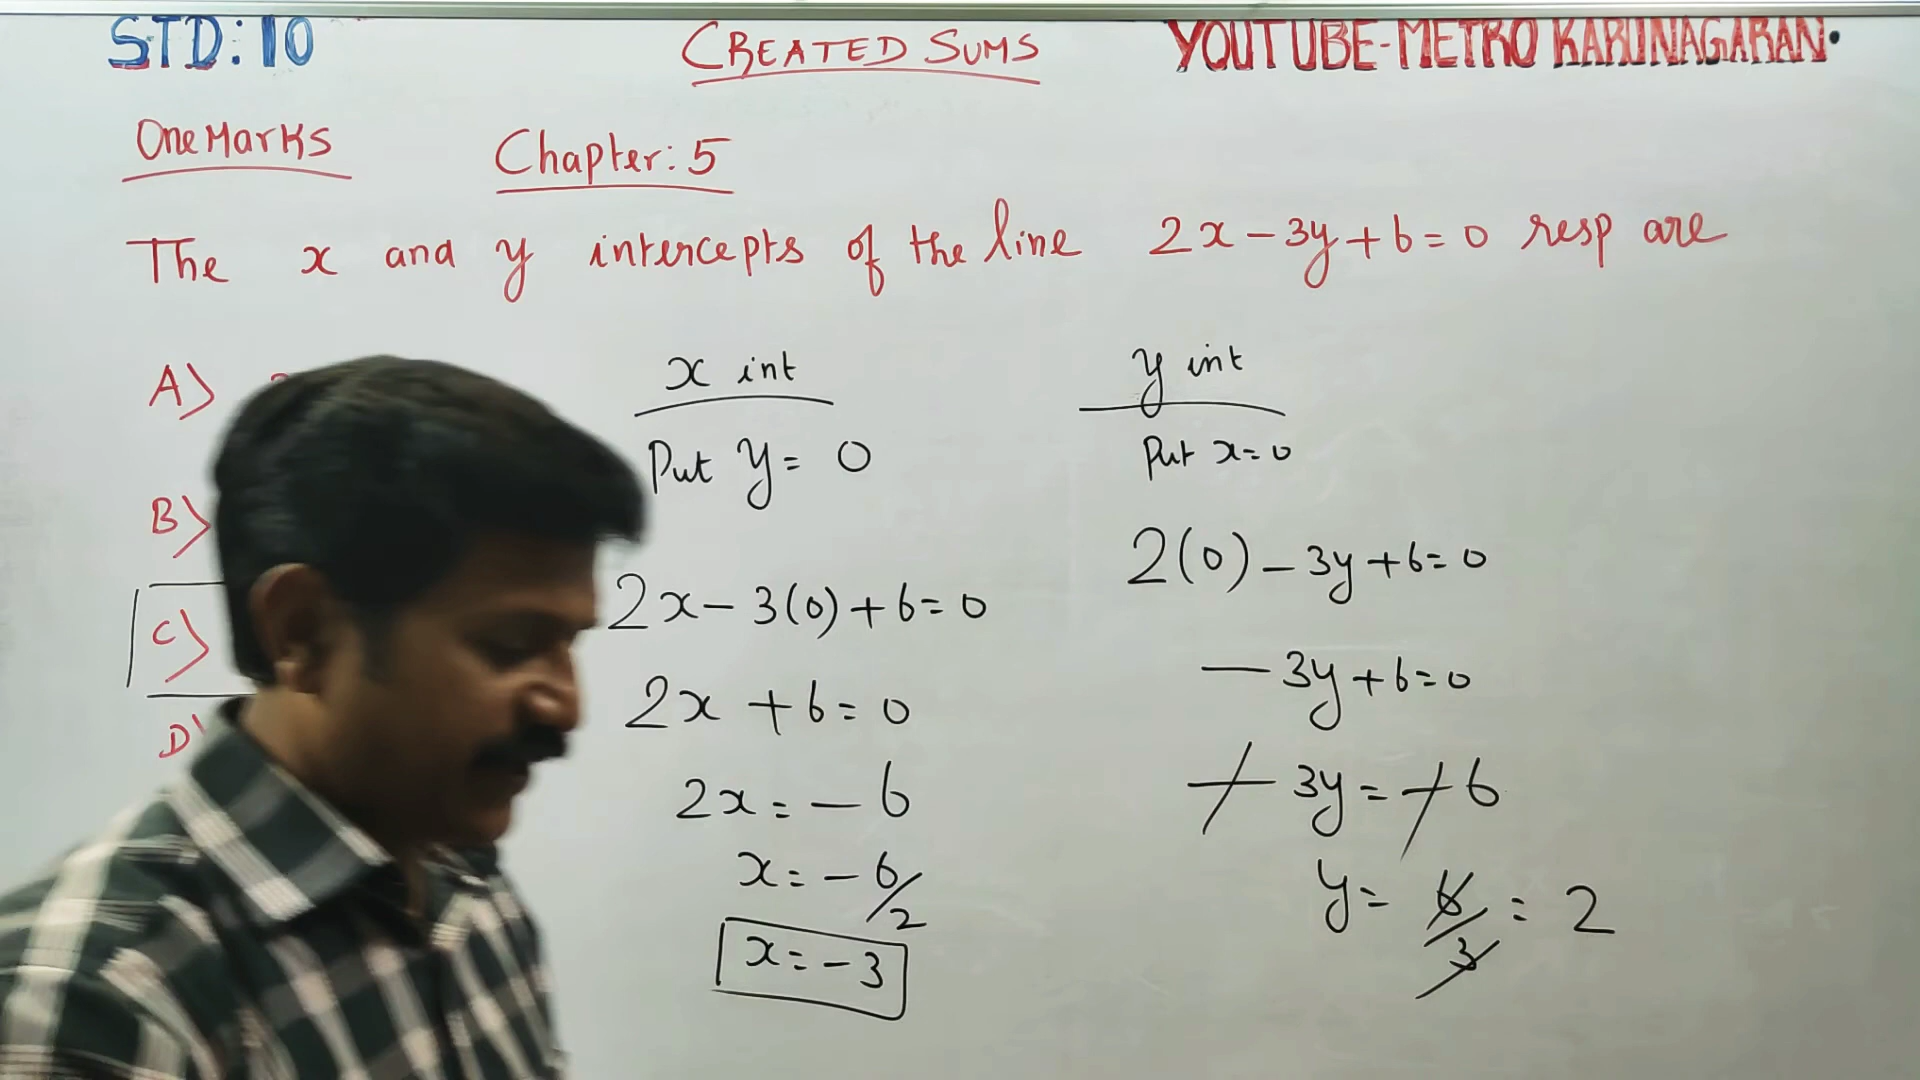 STD: 10 CREATED SUMS YOUTUBE-METRO KARUNAGARAN
One Marks Chapter: 5
The x and y intercepts of the line 2x - 3y + 6 = 0 resp are
A)
B)
C)
D)
x int
Put y = 0
2x - 3(0) + 6 = 0
2x + 6 = 0
2x = - 6
x = - 6/2
x = - 3
y int
Put x = 0
2(0) - 3y + 6 = 0
- 3y + 6 = 0
- 3y = - 6
y = 6/3 = 2